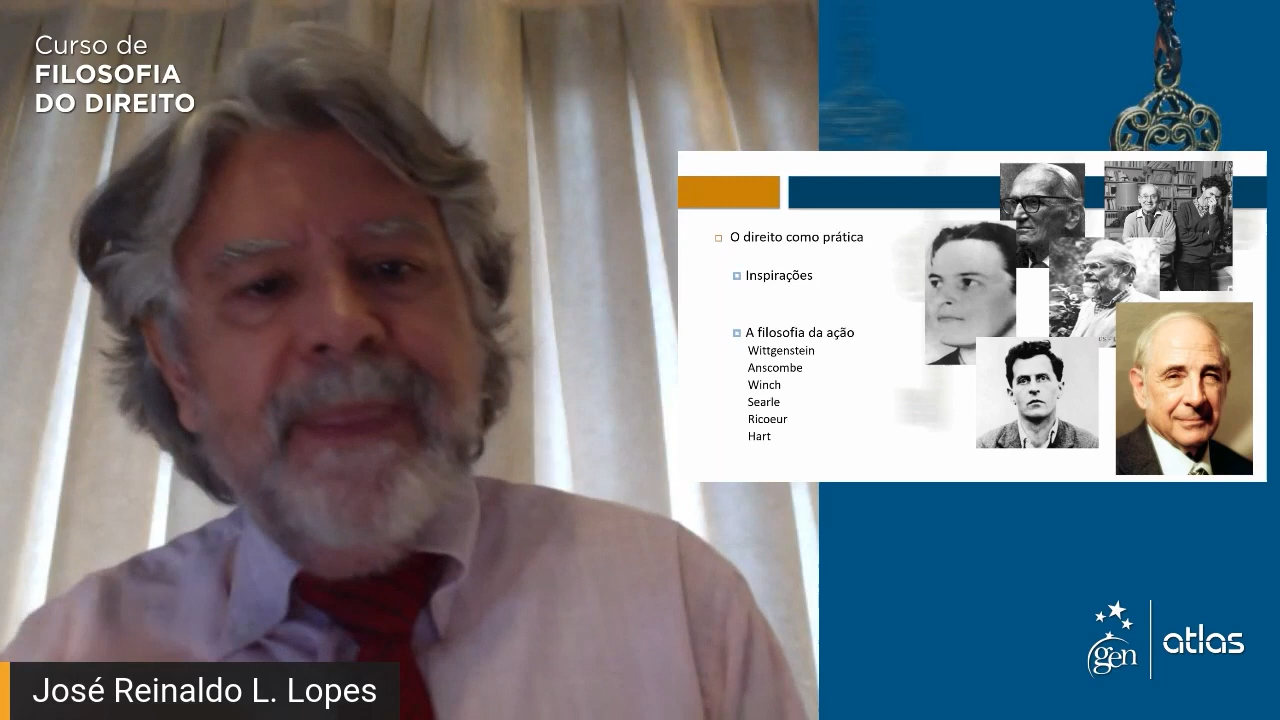 Curso de
FILOSOFIA
DO DIREITO
O direito como prática
Inspirações
A filosofia da ação
Wittgenstein
Anscombe
Winch
Searle
Ricoeur
Hart
gen
atlas
José Reinaldo L. Lopes